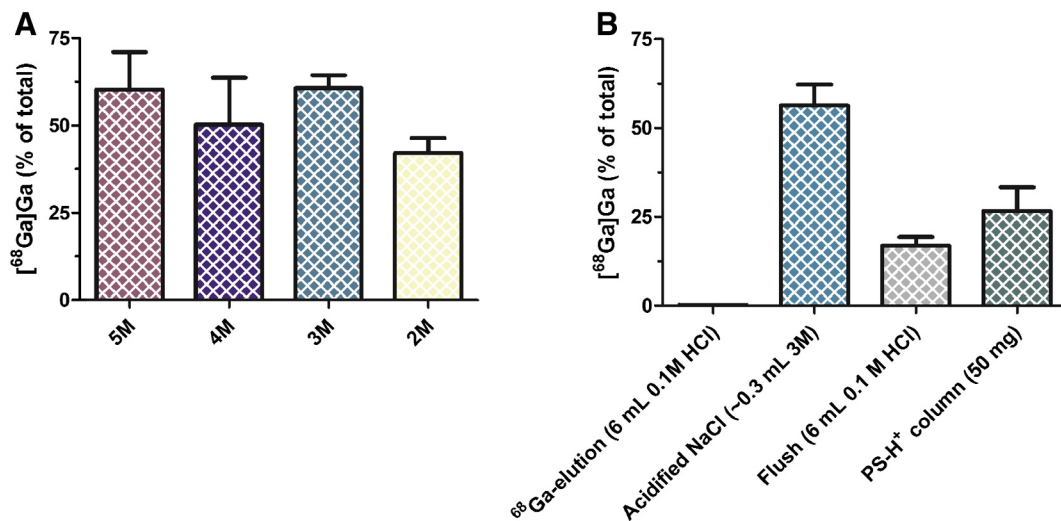 A
[⁶⁸Ga]Ga (% of total)
75
50
25
0
5M
4M
3M
2M
B
[⁶⁸Ga]Ga (% of total)
75
50
25
0
⁶⁸Ga-elution (6 mL 0.1M HCl)
Acidified NaCl (~0.3 mL 3M)
Flush (6 mL 0.1 M HCl)
PS-H⁺ column (50 mg)